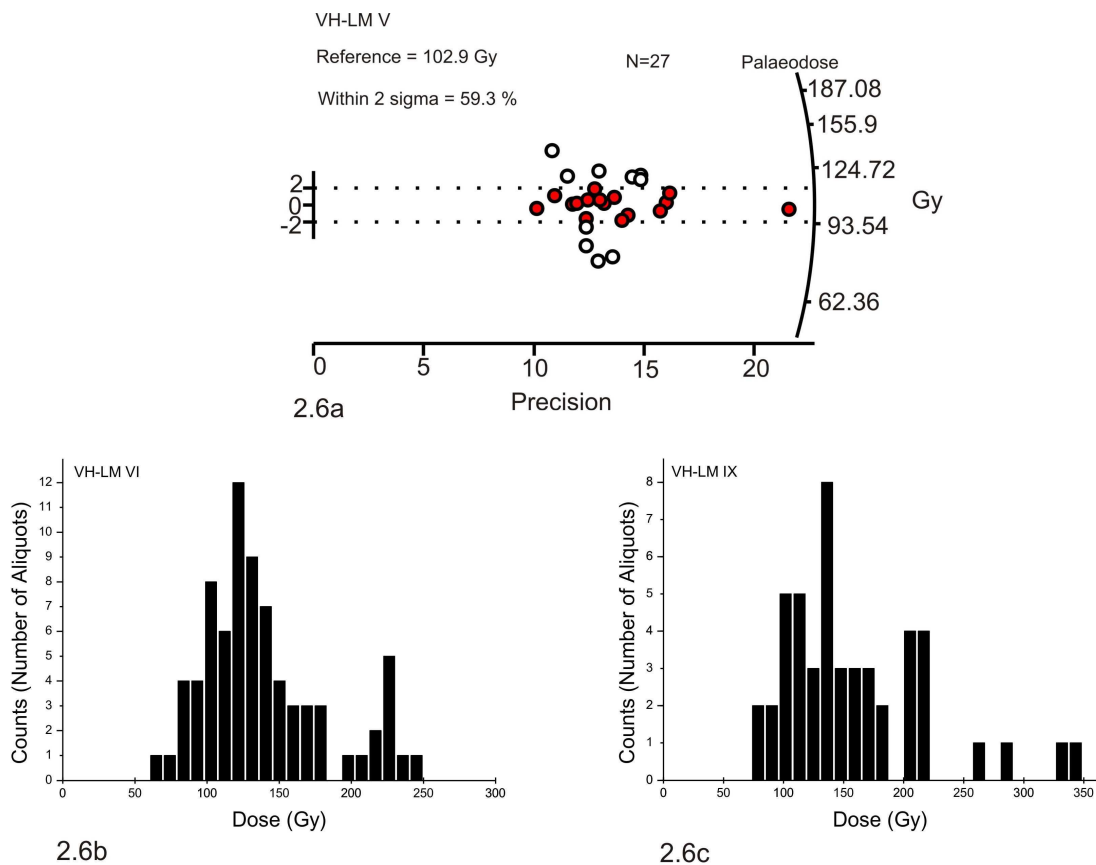 VH-LM V
Reference = 102.9 Gy
N=27
Palaeodose
Within 2 sigma = 59.3 %
187.08
155.9
124.72
93.54
62.36
Gy
2
0
-2
0 5 10 15 20
Precision
2.6a
VH-LM VI
Counts (Number of Aliquots)
12
11
10
9
8
7
6
5
4
3
2
1
0
0 50 100 150 200 250 300
Dose (Gy)
2.6b
VH-LM IX
Counts (Number of Aliquots)
8
7
6
5
4
3
2
1
0
0 50 100 150 200 250 300 350
Dose (Gy)
2.6c